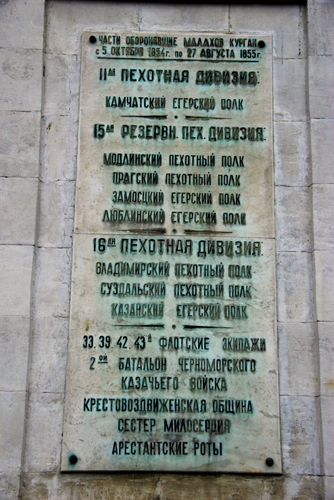 ЧАСТИ ОБОРОНЯВШИЕ МАЛАХОВ КУРГАН
с 5 ОКТЯБРЯ 1854г. по 27 АВГУСТА 1855г.
11ая ПЕХОТНАЯ ДИВИЗИЯ
КАМЧАТСКИЙ ЕГЕРСКИЙ ПОЛК
15ая РЕЗЕРВН. ПЕХ. ДИВИЗИЯ
МОДЛИНСКИЙ ПЕХОТНЫЙ ПОЛК
ПРАГСКИЙ ПЕХОТНЫЙ ПОЛК
ЗАМОСЦКИЙ ЕГЕРСКИЙ ПОЛК
ЛЮБЛИНСКИЙ ЕГЕРСКИЙ ПОЛК
16ая ПЕХОТНАЯ ДИВИЗИЯ
ВЛАДИМИРСКИЙ ПЕХОТНЫЙ ПОЛК
СУЗДАЛЬСКИЙ ПЕХОТНЫЙ ПОЛК
КАЗАНСКИЙ ЕГЕРСКИЙ ПОЛК
33. 39. 42. 43й ФЛОТСКИЕ ЭКИПАЖИ
2ой БАТАЛЬОН ЧЕРНОМОРСКОГО
КАЗАЧЬЕГО ВОЙСКА
КРЕСТОВОЗДВИЖЕНСКАЯ ОБЩИНА
СЕСТЕР МИЛОСЕРДИЯ
АРЕСТАНТСКИЕ РОТЫ